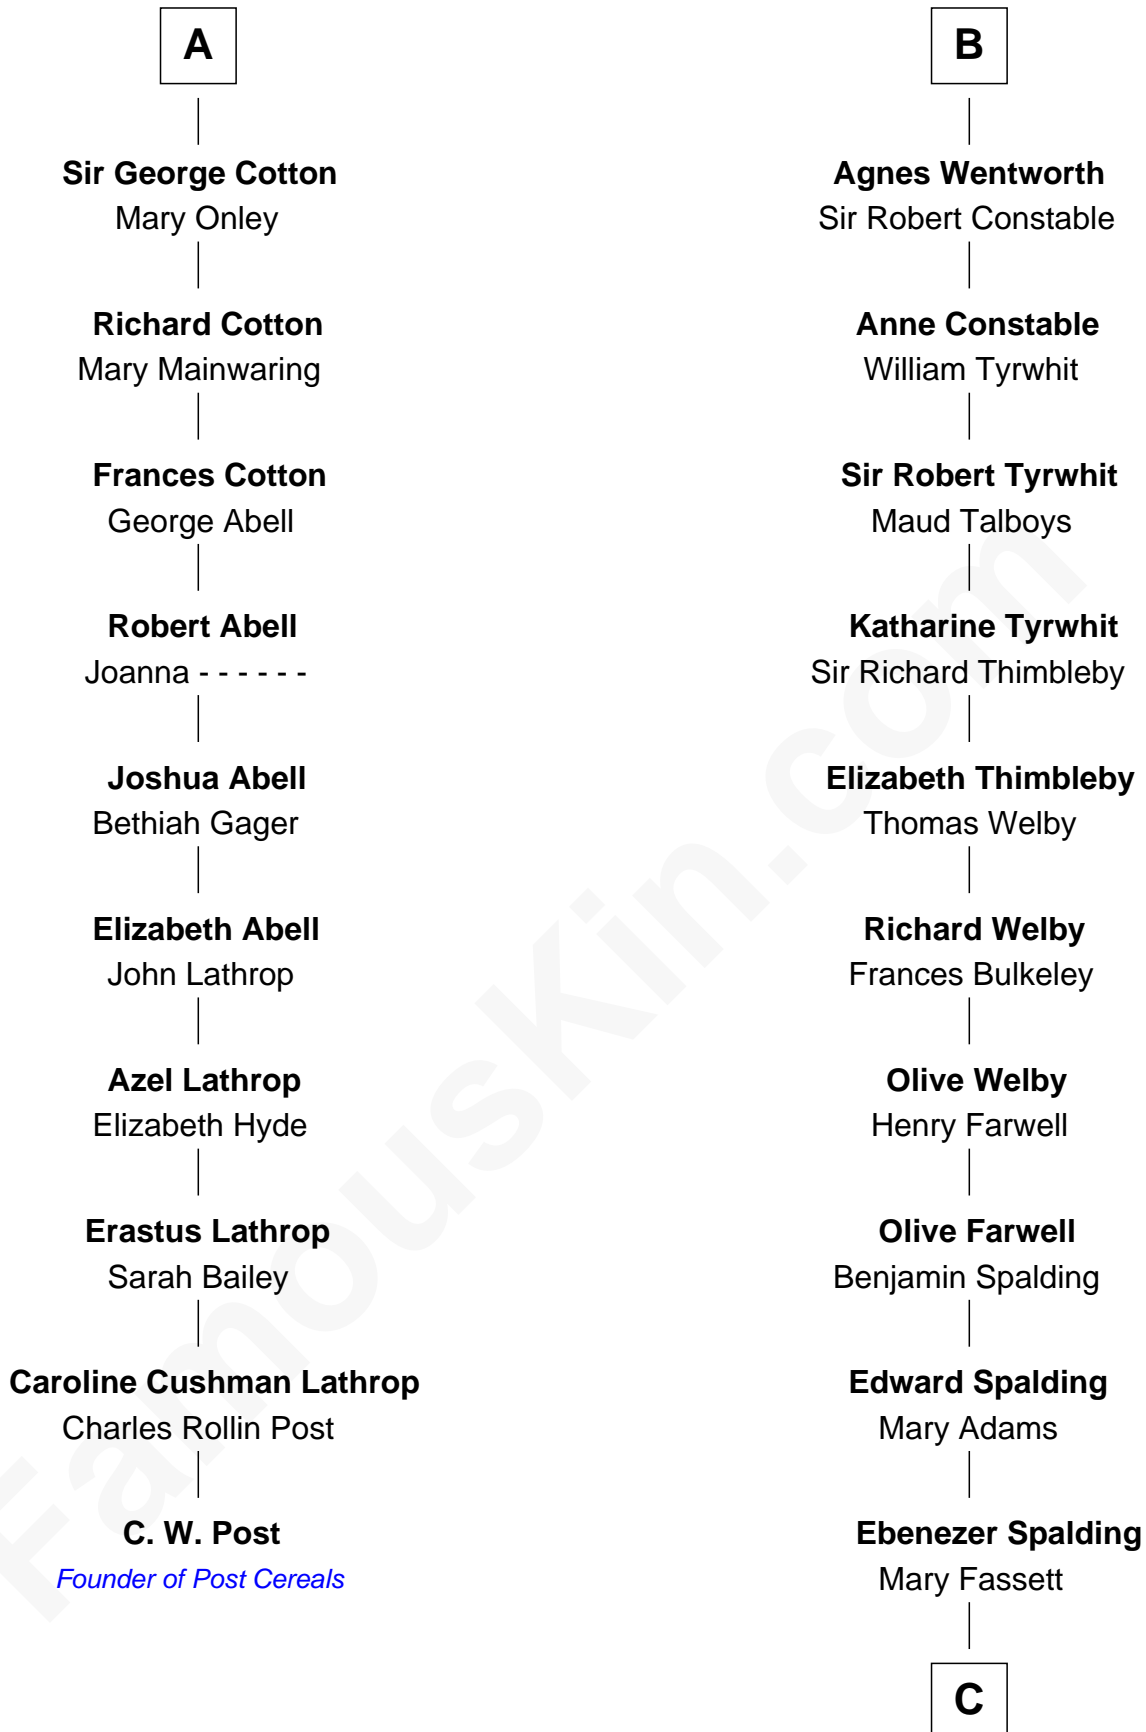 A
Sir George Cotton
Mary Onley
Richard Cotton
Mary Mainwaring
Frances Cotton
George Abell
Robert Abell
Joanna - - - - - -
Joshua Abell
Bethiah Gager
Elizabeth Abell
John Lathrop
Azel Lathrop
Elizabeth Hyde
Erastus Lathrop
Sarah Bailey
Caroline Cushman Lathrop
Charles Rollin Post
C. W. Post
Founder of Post Cereals
B
Agnes Wentworth
Sir Robert Constable
Anne Constable
William Tyrwhit
Sir Robert Tyrwhit
Maud Talboys
Katharine Tyrwhit
Sir Richard Thimbleby
Elizabeth Thimbleby
Thomas Welby
Richard Welby
Frances Bulkeley
Olive Welby
Henry Farwell
Olive Farwell
Benjamin Spalding
Edward Spalding
Mary Adams
Ebenezer Spalding
Mary Fassett
C
FamousKin.com